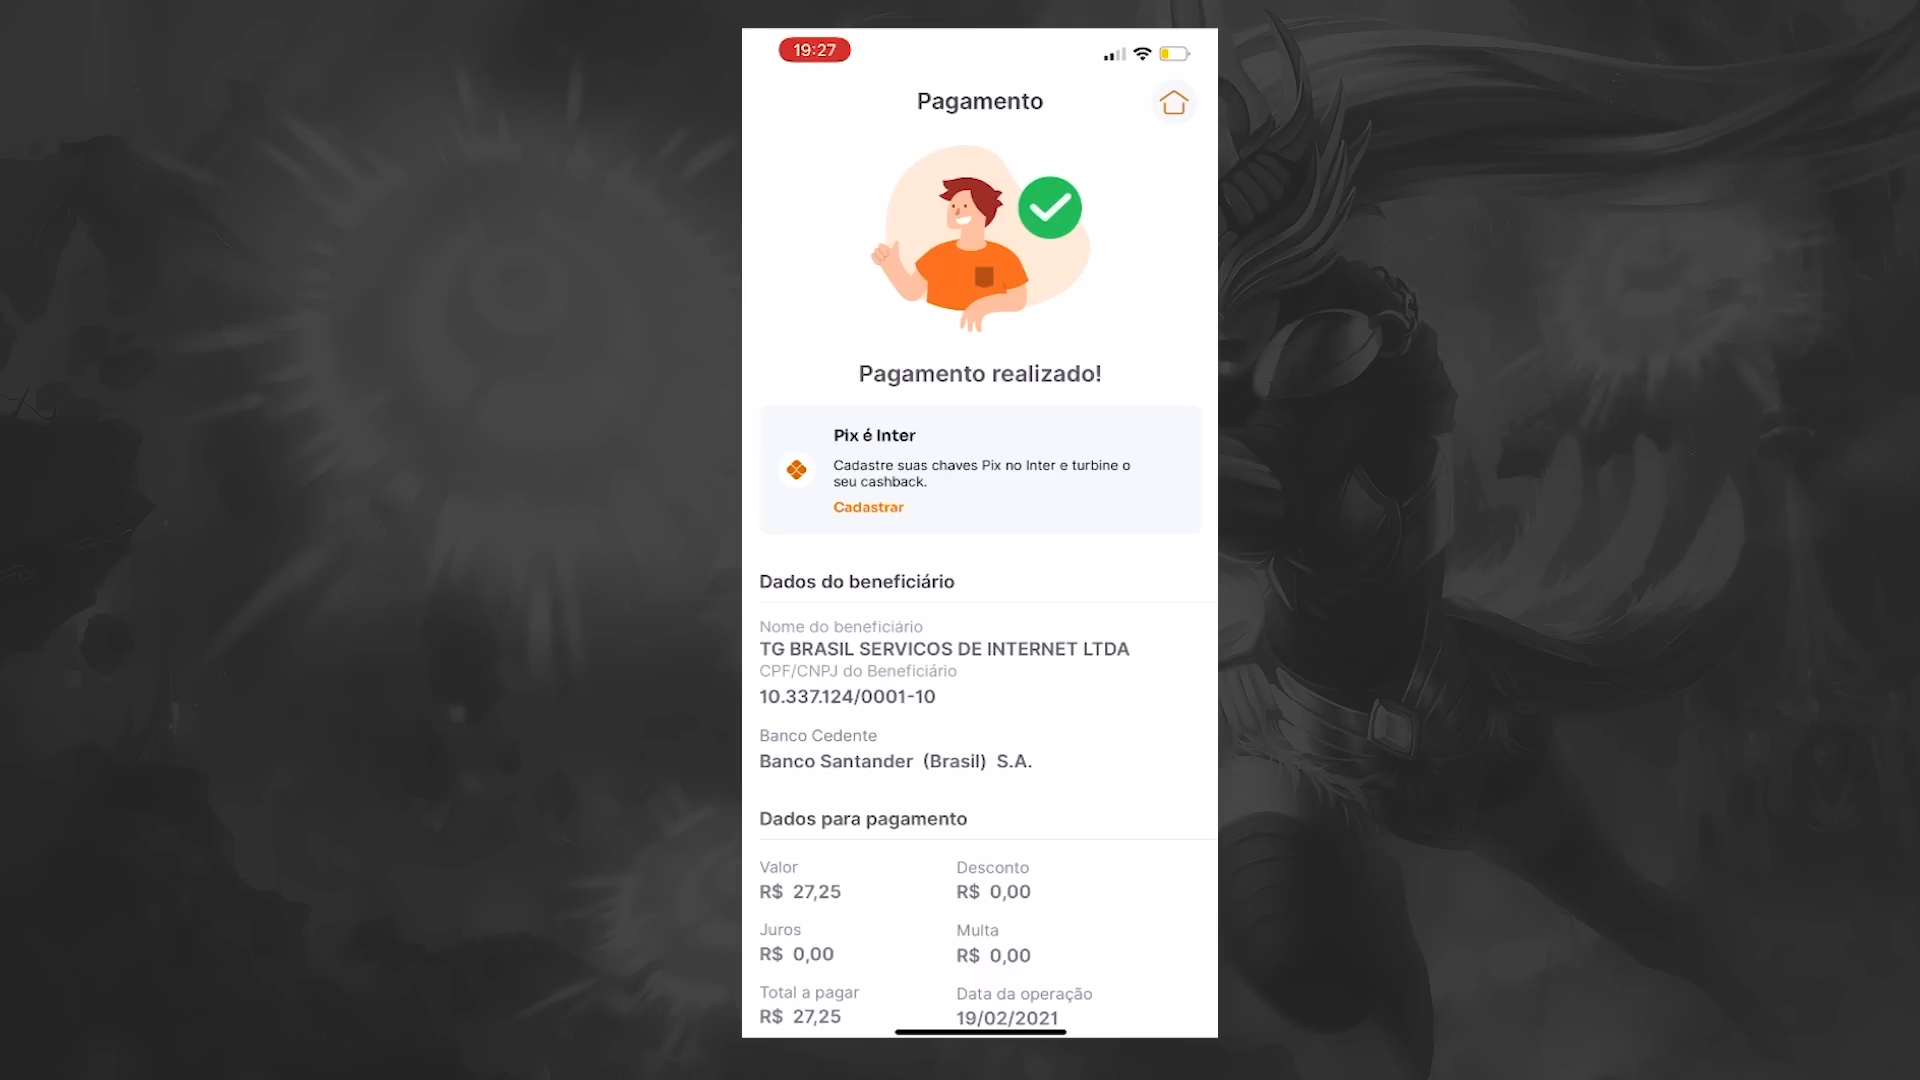 19:27
Pagamento
Pagamento realizado!
Pix é Inter
Cadastre suas chaves Pix no Inter e turbine o
seu cashback.
Cadastrar
Dados do beneficiário
Nome do beneficiário
TG BRASIL SERVICOS DE INTERNET LTDA
CPF/CNPJ do Beneficiário
10.337.124/0001-10
Banco Cedente
Banco Santander (Brasil) S.A.
Dados para pagamento
Valor
R$ 27,25
Desconto
R$ 0,00
Juros
R$ 0,00
Multa
R$ 0,00
Total a pagar
R$ 27,25
Data da operação
19/02/2021